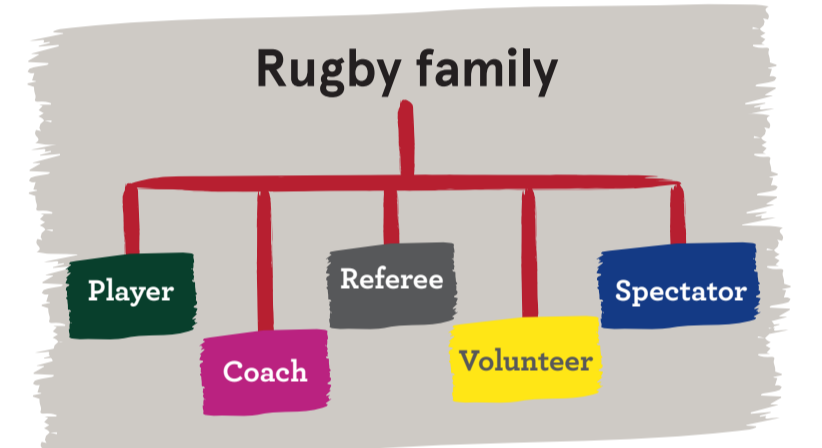 Rugby family
Player
Coach
Referee
Volunteer
Spectator